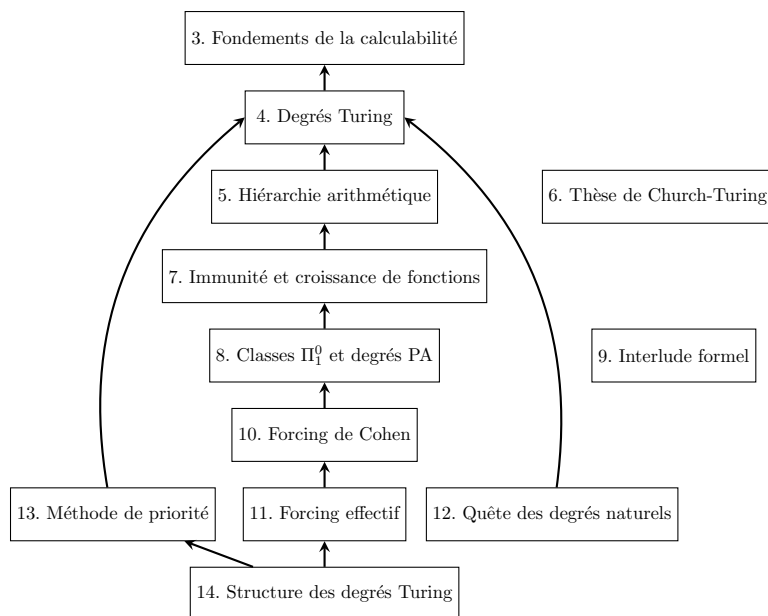 3. Fondements de la calculabilité
4. Degrés Turing
5. Hiérarchie arithmétique
6. Thèse de Church-Turing
7. Immunité et croissance de fonctions
8. Classes Π⁰₁ et degrés PA
9. Interlude formel
10. Forcing de Cohen
13. Méthode de priorité
11. Forcing effectif
12. Quête des degrés naturels
14. Structure des degrés Turing